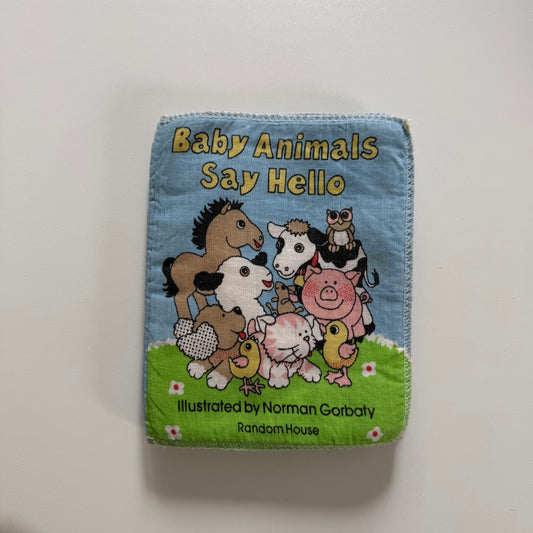 Baby Animals
Say Hello
Illustrated by Norman Gorbaty
Random House